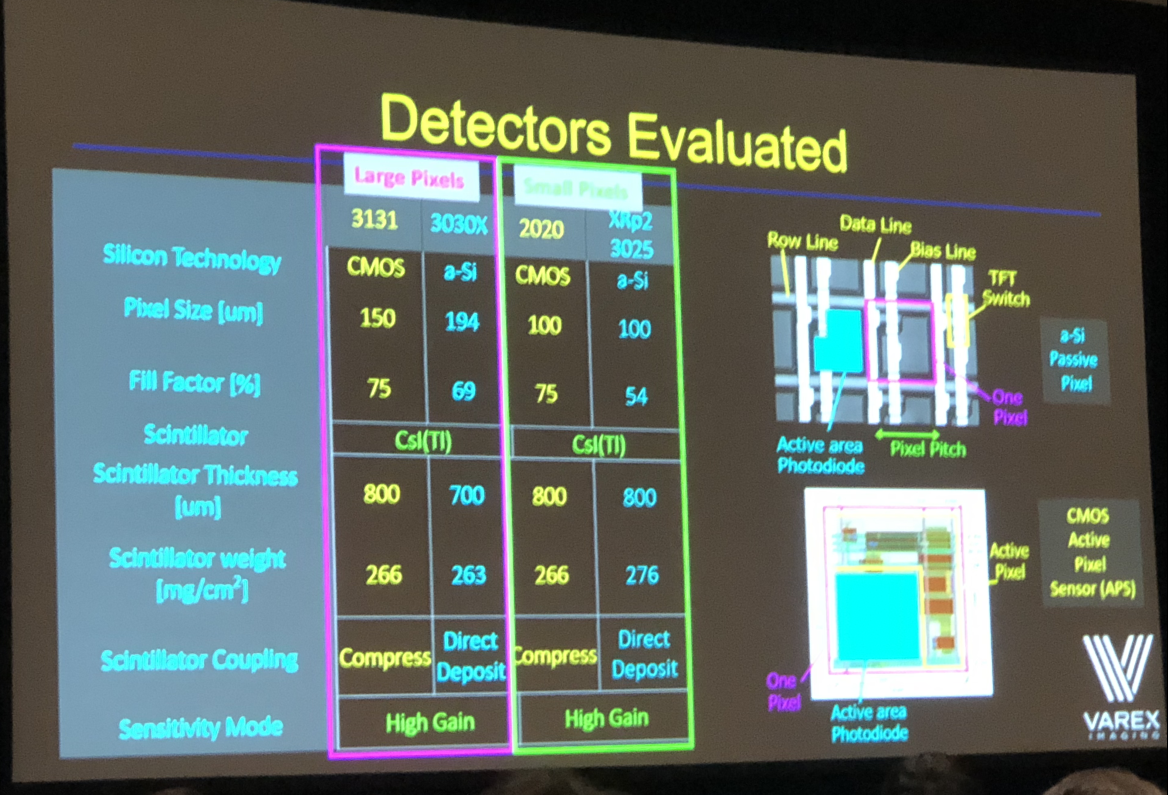 Detectors Evaluated
Large Pixels
Small Pixels
3131
3030X
2020
XRp2
3025
Silicon Technology
CMOS
a-Si
CMOS
a-Si
Pixel Size [um]
150
194
100
100
Fill Factor [%]
75
69
75
54
Scintillator
CsI(Tl)
CsI(Tl)
Scintillator Thickness
[um]
800
700
800
800
Scintillator weight
[mg/cm²]
266
263
266
276
Scintillator Coupling
Compress
Direct
Deposit
Compress
Direct
Deposit
Sensitivity Mode
High Gain
High Gain
Row Line
Data Line
Bias Line
TFT
Switch
One
Pixel
Active area
Photodiode
Pixel Pitch
a-Si
Passive
Pixel
Active
Pixel
One
Pixel
Active area
Photodiode
CMOS
Active
Pixel
Sensor (APS)
VAREX
IMAGING